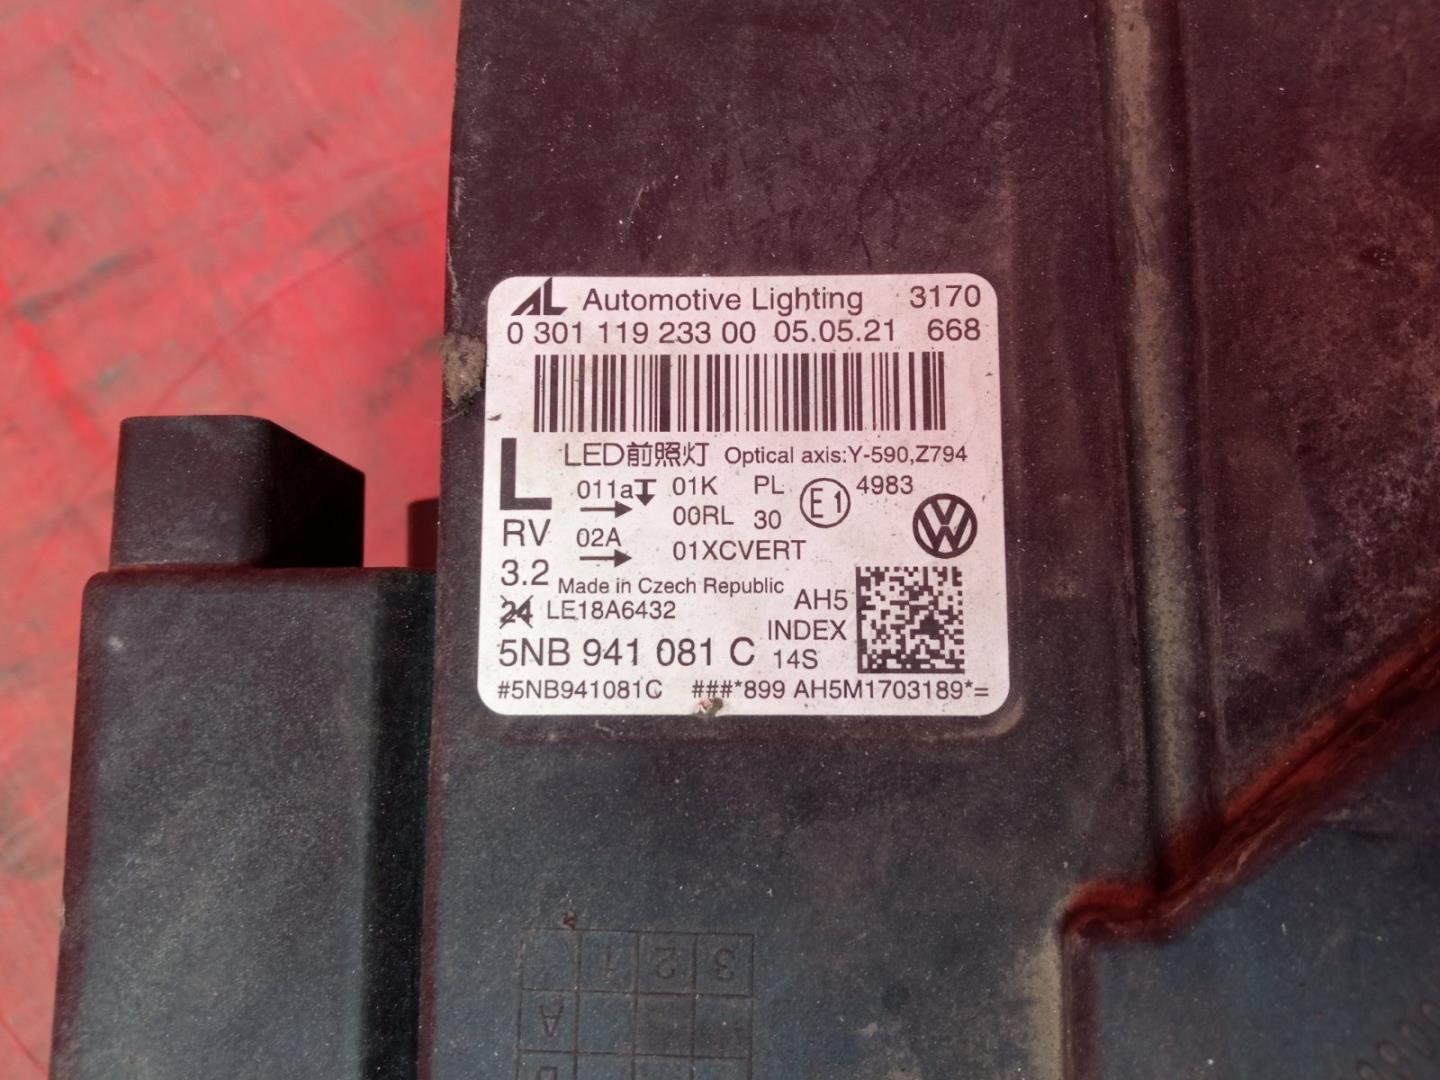 AL Automotive Lighting 3170
0 301 119 233 00 05.05.21 668
L LED前照灯 Optical axis:Y-590,Z794
011a 01K PL E1 4983
00RL 30
RV 02A 01XCVERT
3.2 Made in Czech Republic
24 LE18A6432 AH5
INDEX
5NB 941 081 C 14S
#5NB941081C ###*899 AH5M1703189*=
1 2 3
A